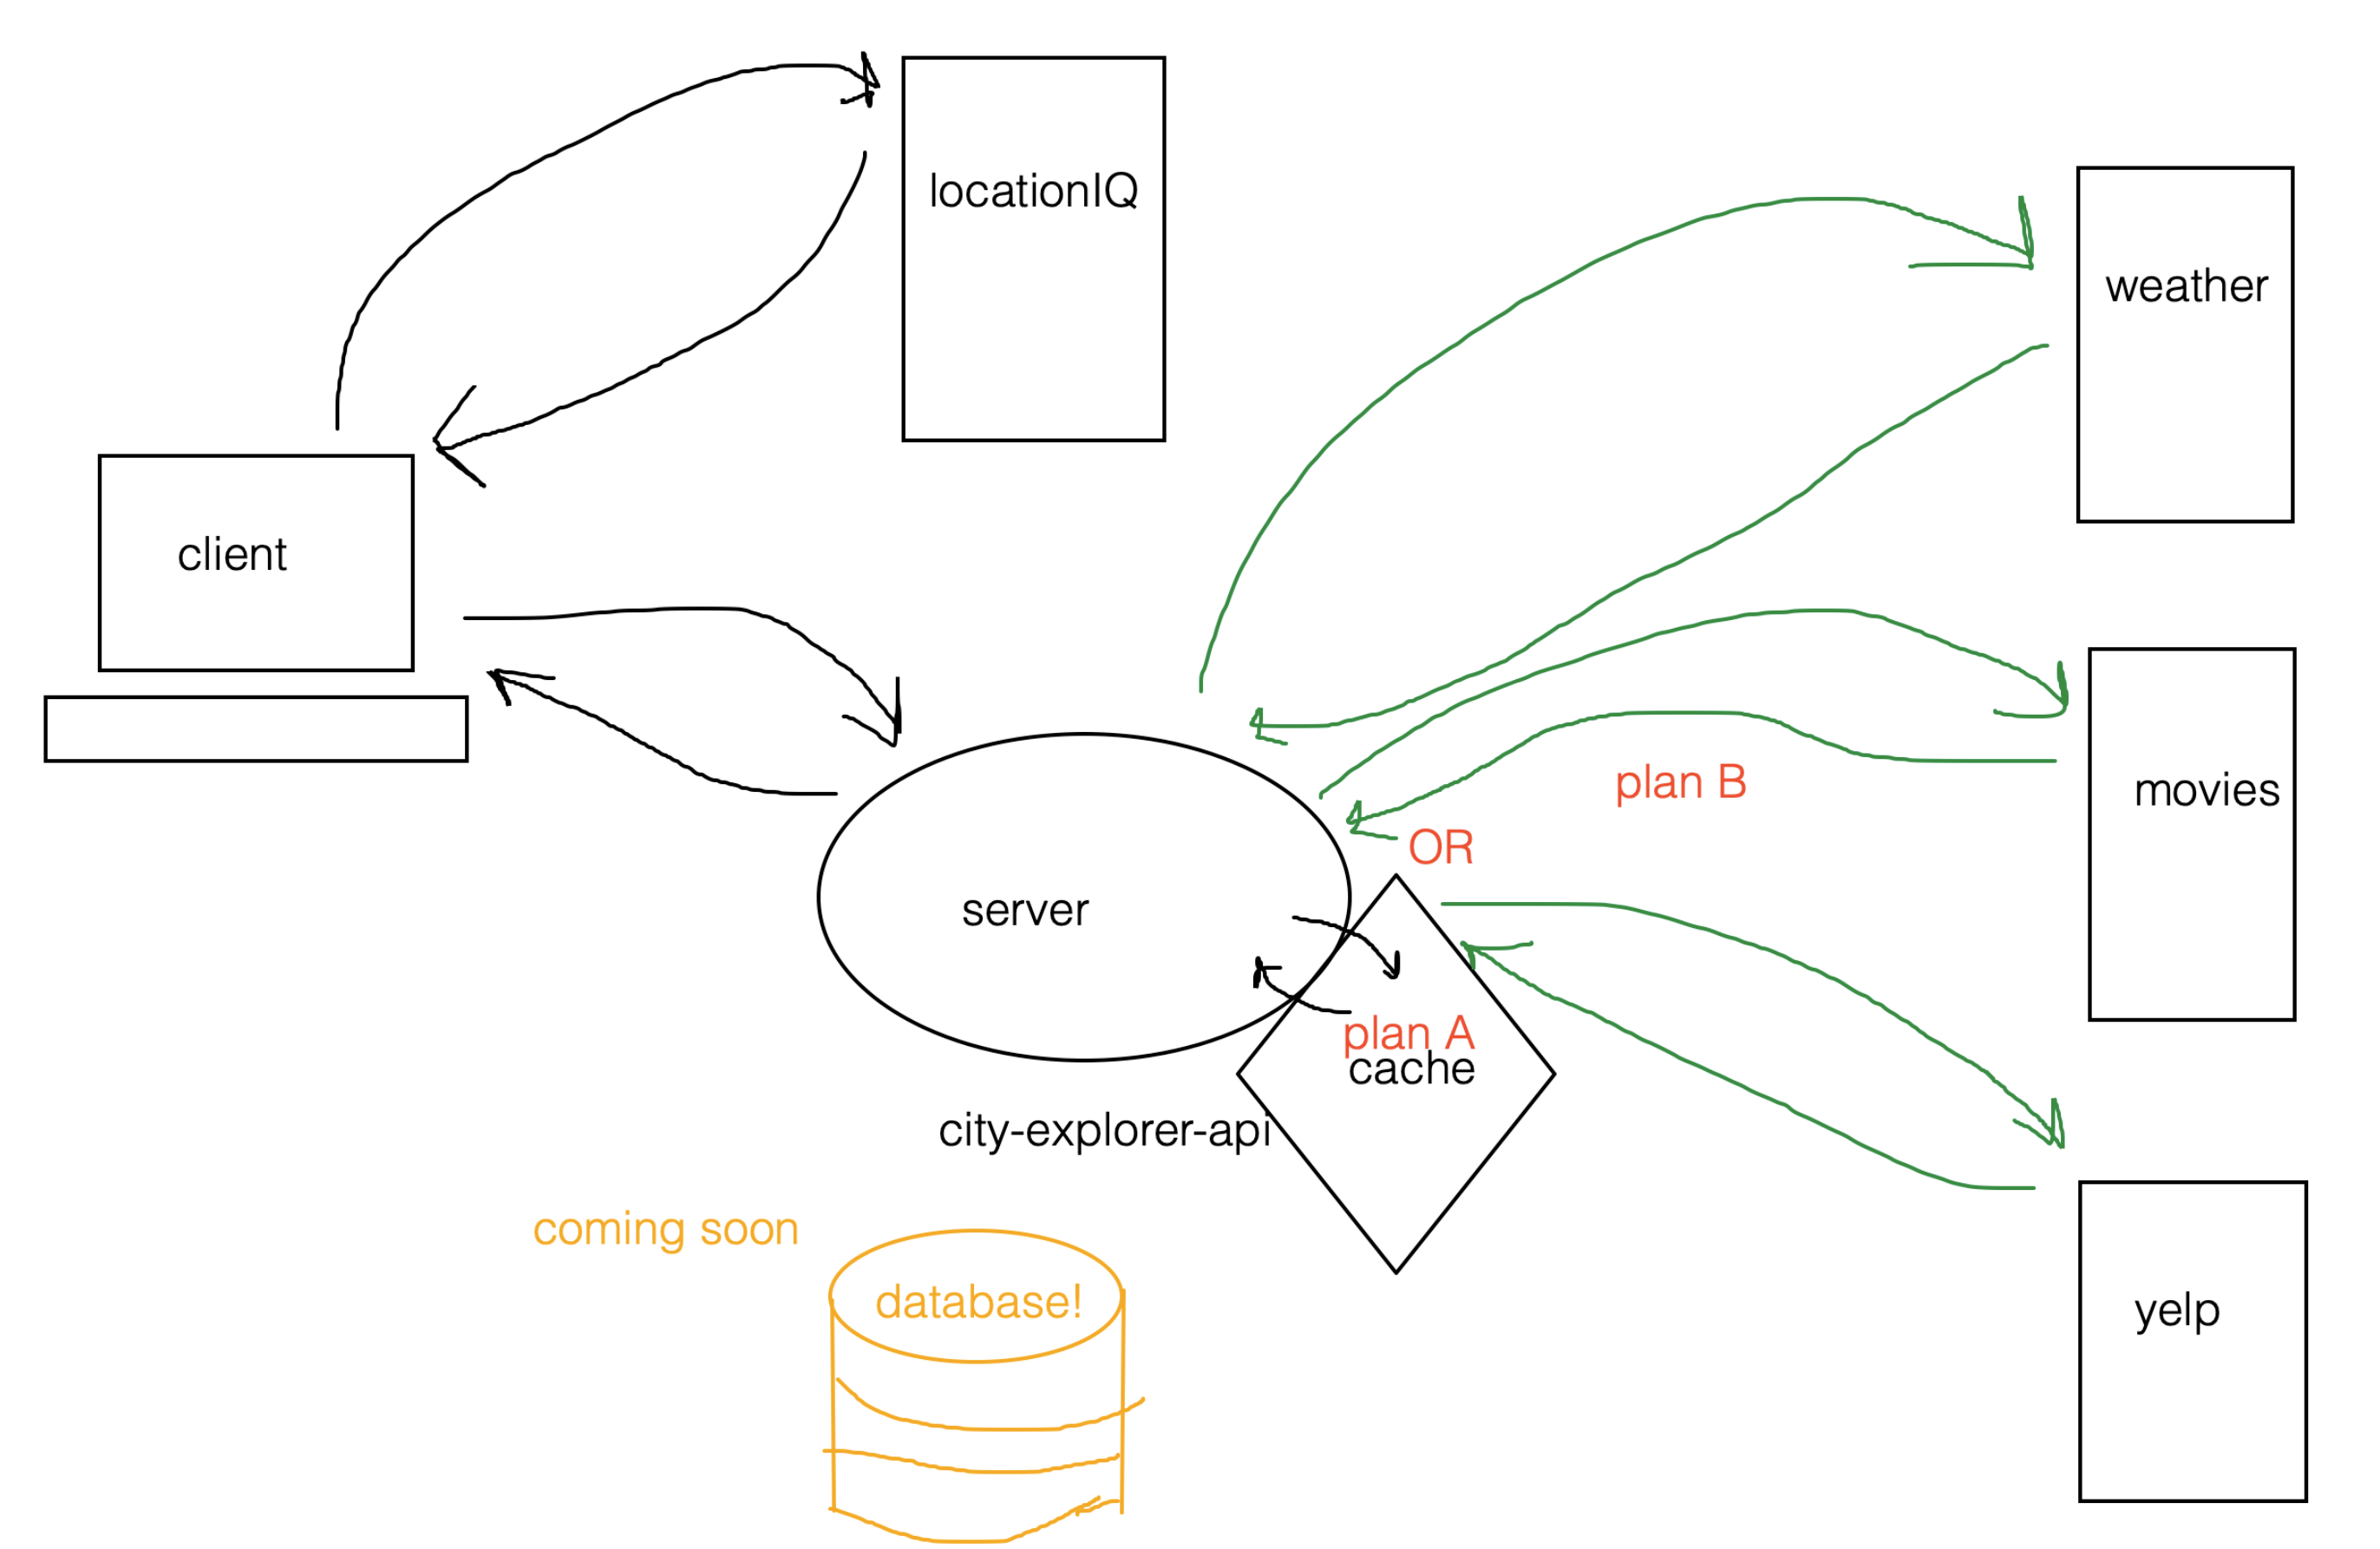 locationIQ
weather
client
movies
plan B
OR
server
plan A
cache
city-explorer-api
coming soon
database!
yelp